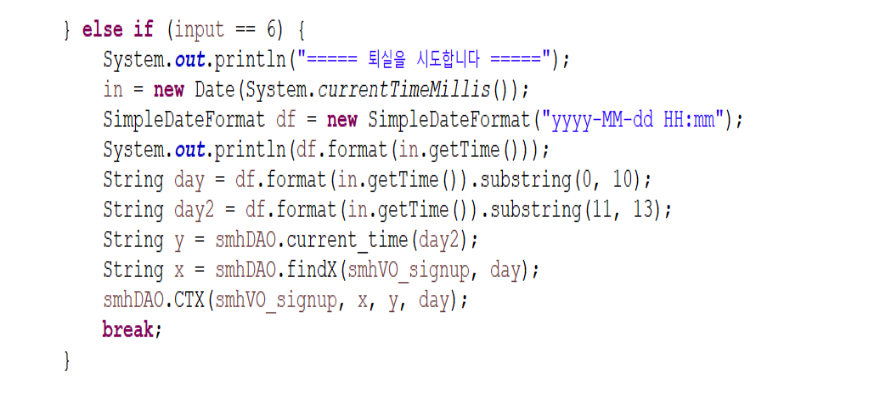 } else if (input == 6) {
System.out.println("===== 퇴실을 시도합니다 =====");
in = new Date(System.currentTimeMillis());
SimpleDateFormat df = new SimpleDateFormat("yyyy-MM-dd HH:mm");
System.out.println(df.format(in.getTime()));
String day = df.format(in.getTime()).substring(0, 10);
String day2 = df.format(in.getTime()).substring(11, 13);
String y = smhDAO.current_time(day2);
String x = smhDAO.findX(smhVO_signup, day);
smhDAO.CTX(smhVO_signup, x, y, day);
break;
}